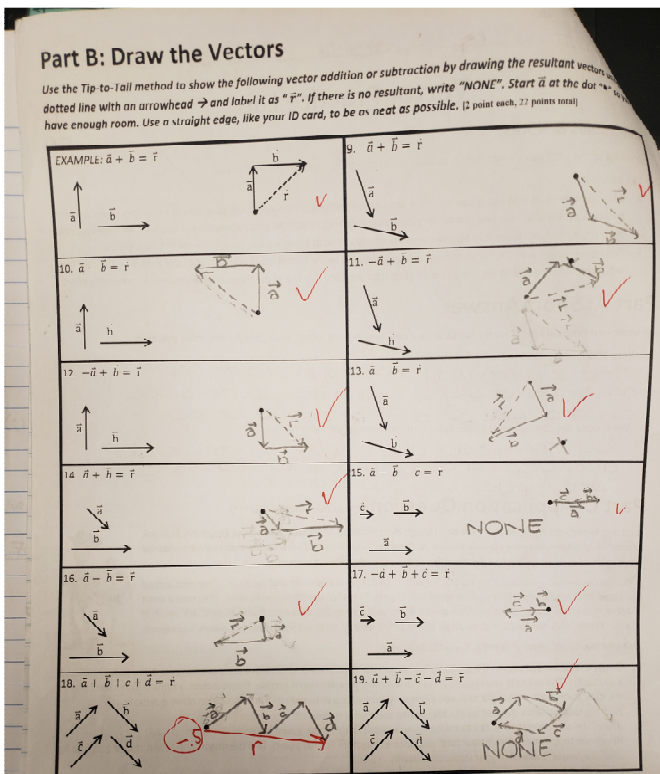 Part B: Draw the Vectors
Use the Tip-to-Tail method to show the following vector addition or subtraction by drawing the resultant vectors
dotted line with an arrowhead → and label it as "r⃗". If there is no resultant, write "NONE". Start a⃗ at the dot "•"
have enough room. Use a straight edge, like your ID card, to be as neat as possible. [2 point each, 22 points total]
EXAMPLE: a⃗ + b⃗ = r⃗
a⃗ b⃗
a⃗ b⃗ r⃗
9. a⃗ + b⃗ = r⃗
a⃗ b⃗
a⃗ b⃗ r⃗
10. a⃗ b⃗ = r⃗
a⃗ b⃗
11. -a⃗ + b⃗ = r⃗
a⃗ b⃗
12. -a⃗ + b⃗ = r⃗
a⃗ b⃗
13. a⃗ b⃗ = r⃗
a⃗ b⃗
14. a⃗ + b⃗ = r⃗
a⃗
b⃗
15. a⃗ b⃗ c = r⃗
c⃗ b⃗
a⃗
NONE
16. a⃗ - b⃗ = r⃗
a⃗
b⃗
17. -a⃗ + b⃗ + c⃗ = r⃗
c⃗ b⃗
a⃗
18. a⃗ + b⃗ + c + d⃗ = r⃗
a⃗ b⃗
c⃗ d⃗
-.5
r
19. a⃗ + b⃗ - c⃗ - d⃗ = r⃗
a⃗ b⃗
c⃗ d⃗
NONE